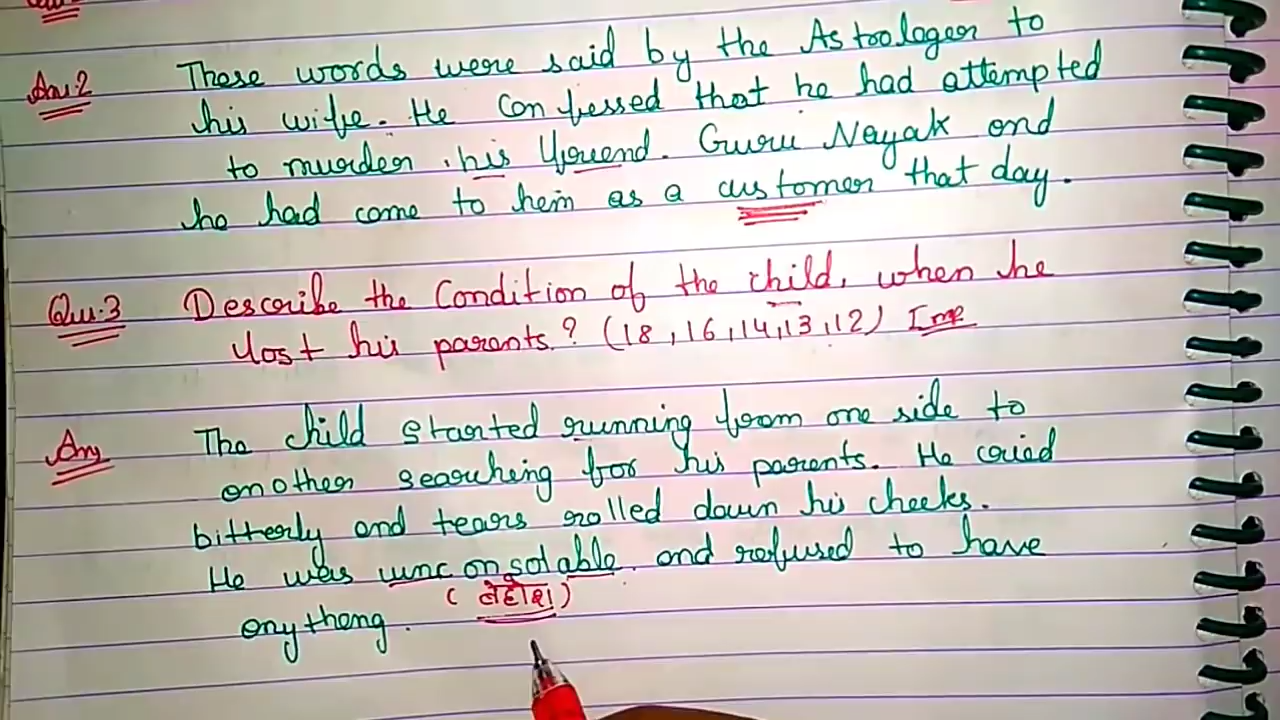 Ans:2 These words were said by the Astrologer to
his wife. He Confessed that he had attempted
to murder his friend. Guru Nayak and
he had come to him as a customer that day.
Qu:3 Describe the Condition of the child, when he
lost his parents? (18, 16, 14, 13, 12) Imp
Ans The child started running from one side to
another searching for his parents. He cried
bitterly and tears rolled down his cheeks.
He was unconsolable and refused to have
(बेहोश)
anything.